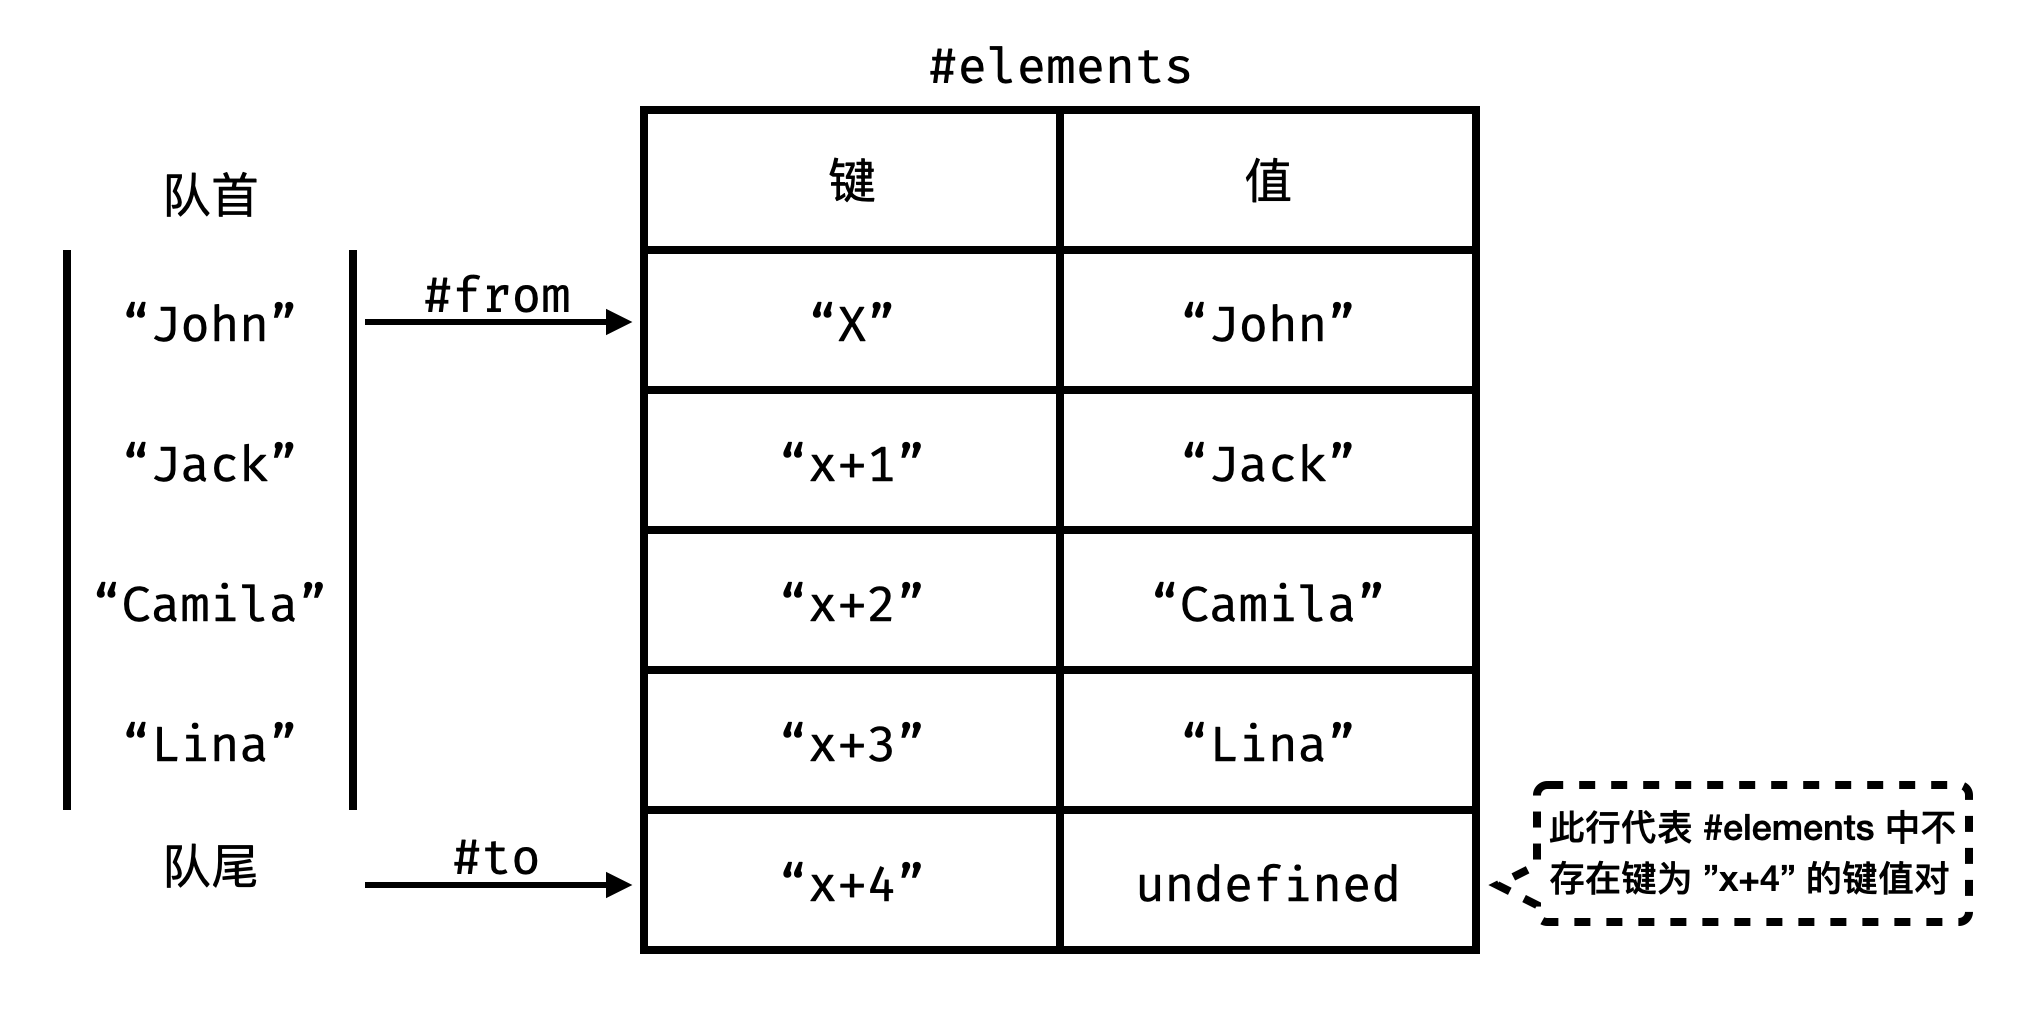 #elements
键 值
队首
#from
“John” “X” “John”
“Jack” “x+1” “Jack”
“Camila” “x+2” “Camila”
“Lina” “x+3” “Lina”
#to
队尾 “x+4” undefined
此行代表 #elements 中不
存在键为 ”x+4” 的键值对